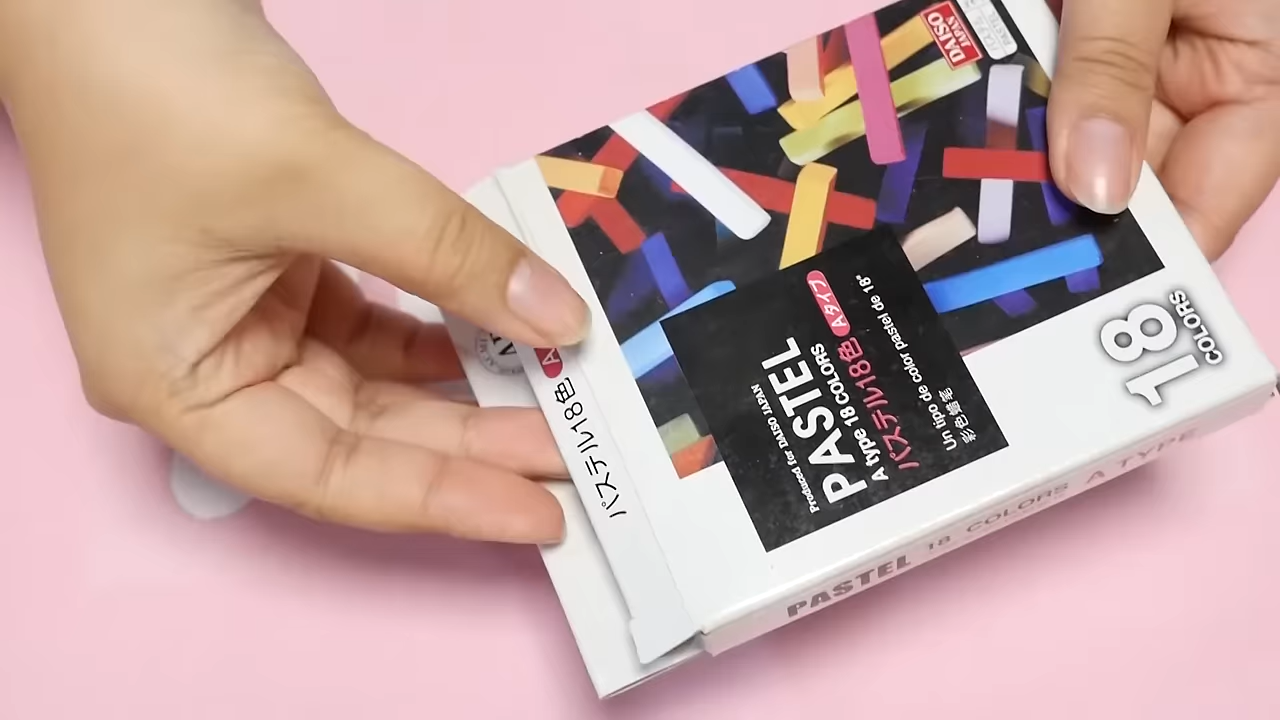 DAISO
JAPAN
PASTEL
18
COLORS
Produced for DAISO JAPAN
PASTEL
A type 18 COLORS
パステル18色 Aタイプ
Un tipo de color pastel de 18*
彩色蜡笔
パステル18色 A
PASTEL 18 COLORS A TYPE